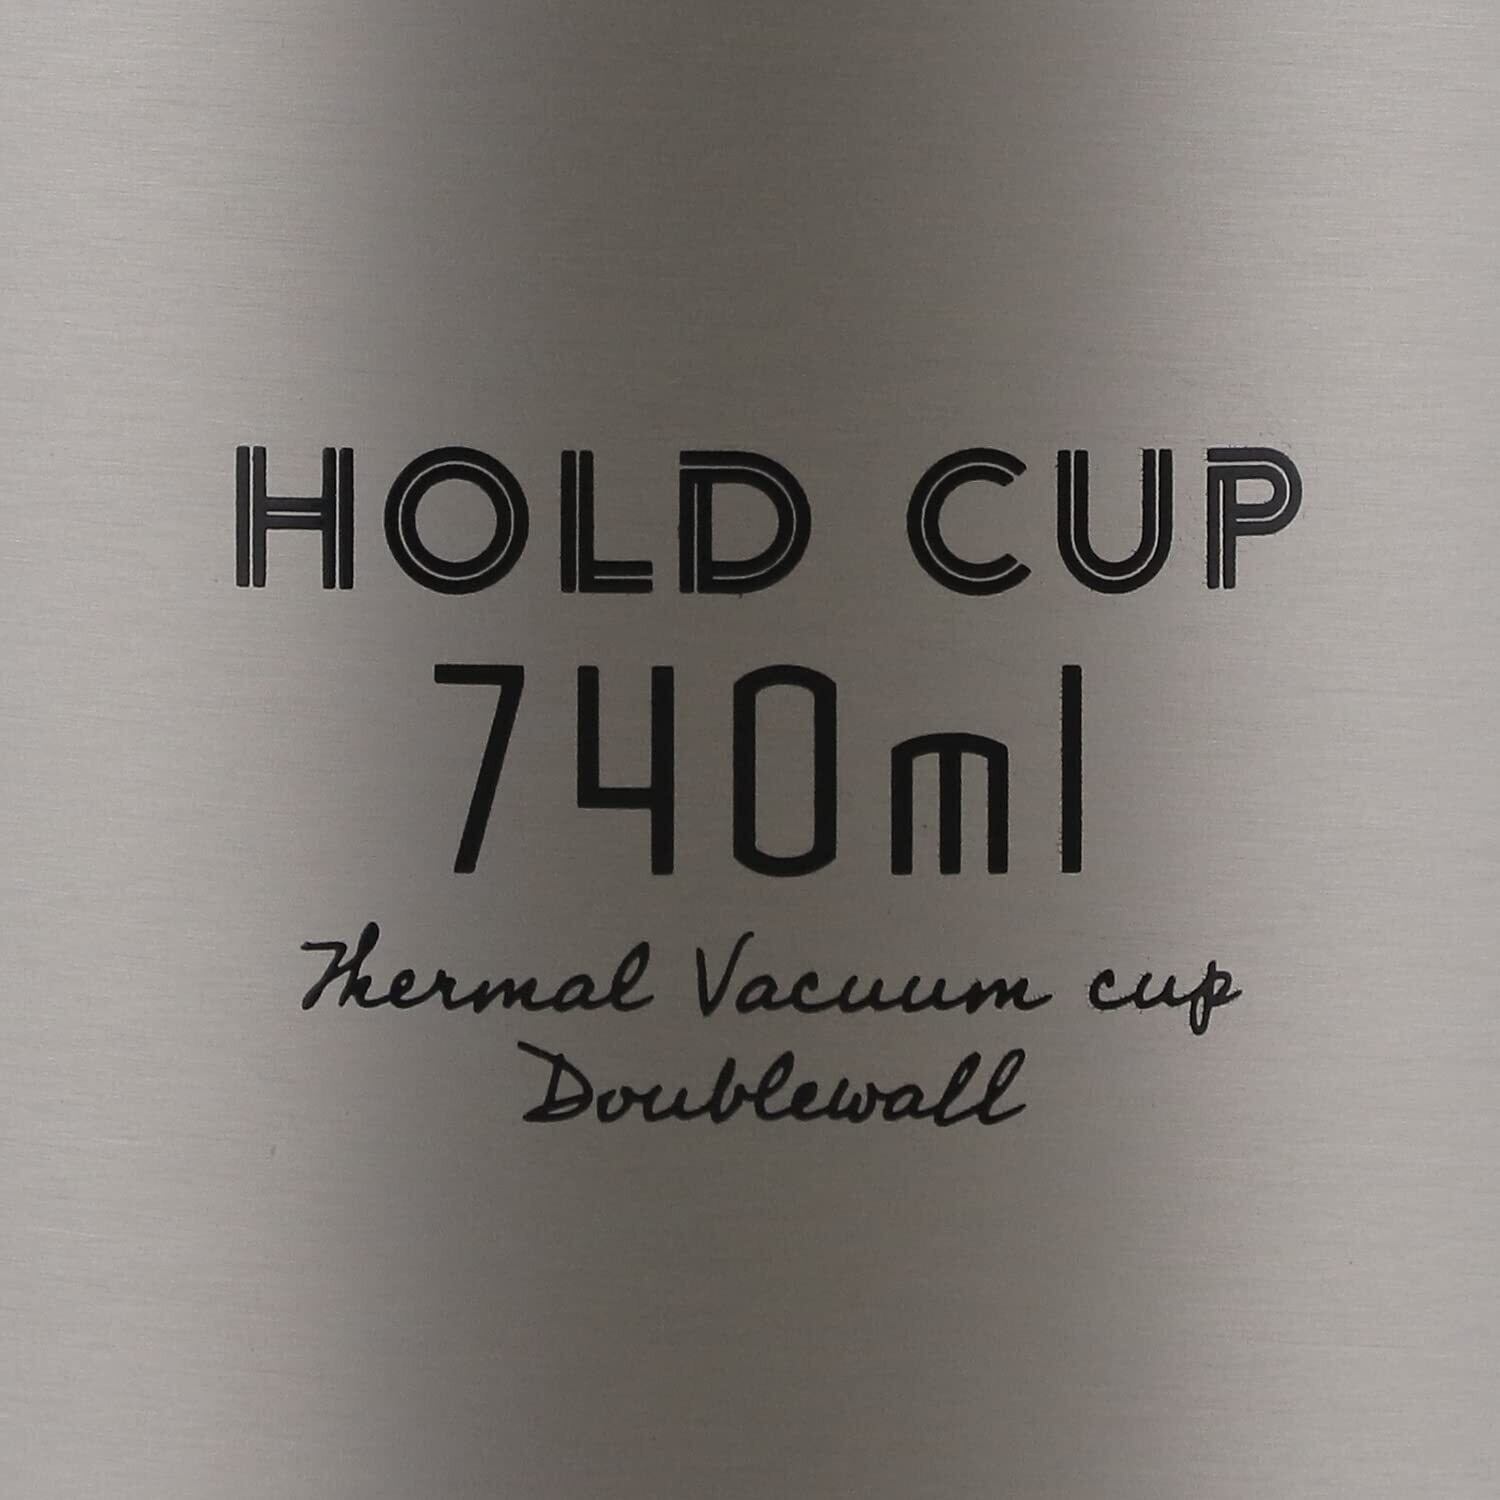 HOLD CUP
740ml
Thermal Vacuum cup
Doublewall